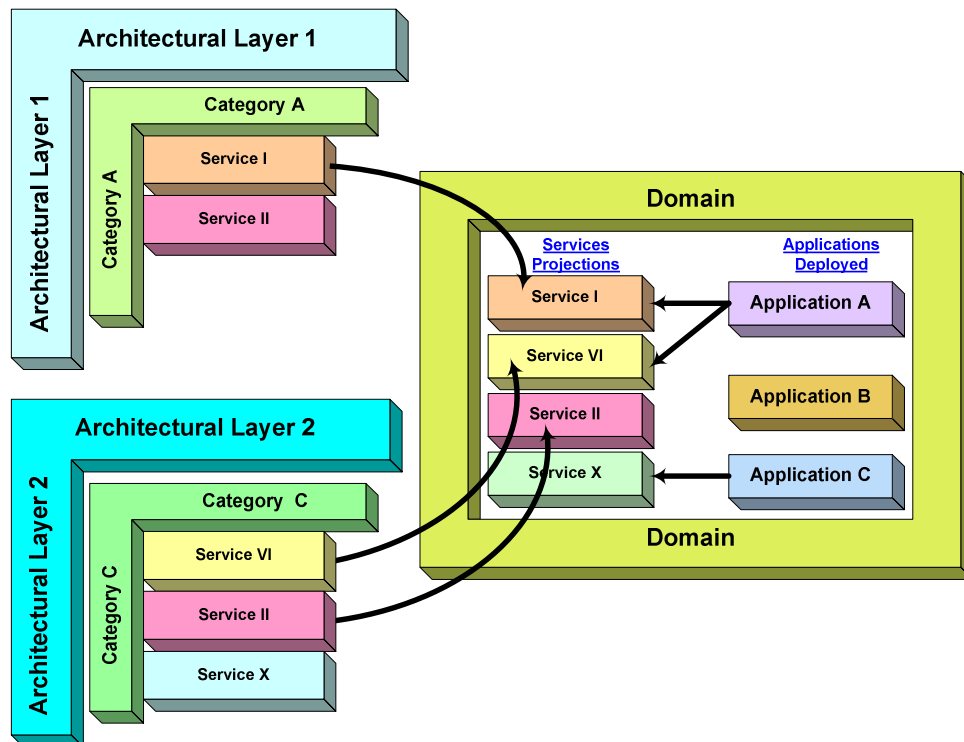 Architectural Layer 1
Architectural Layer 1
Category A
Category A
Service I
Service II
Architectural Layer 2
Architectural Layer 2
Category  C
Category C
Service VI
Service II
Service X
Domain
Services
Projections
Applications
Deployed
Service I
Application A
Service VI
Application B
Service II
Service X
Application C
Domain